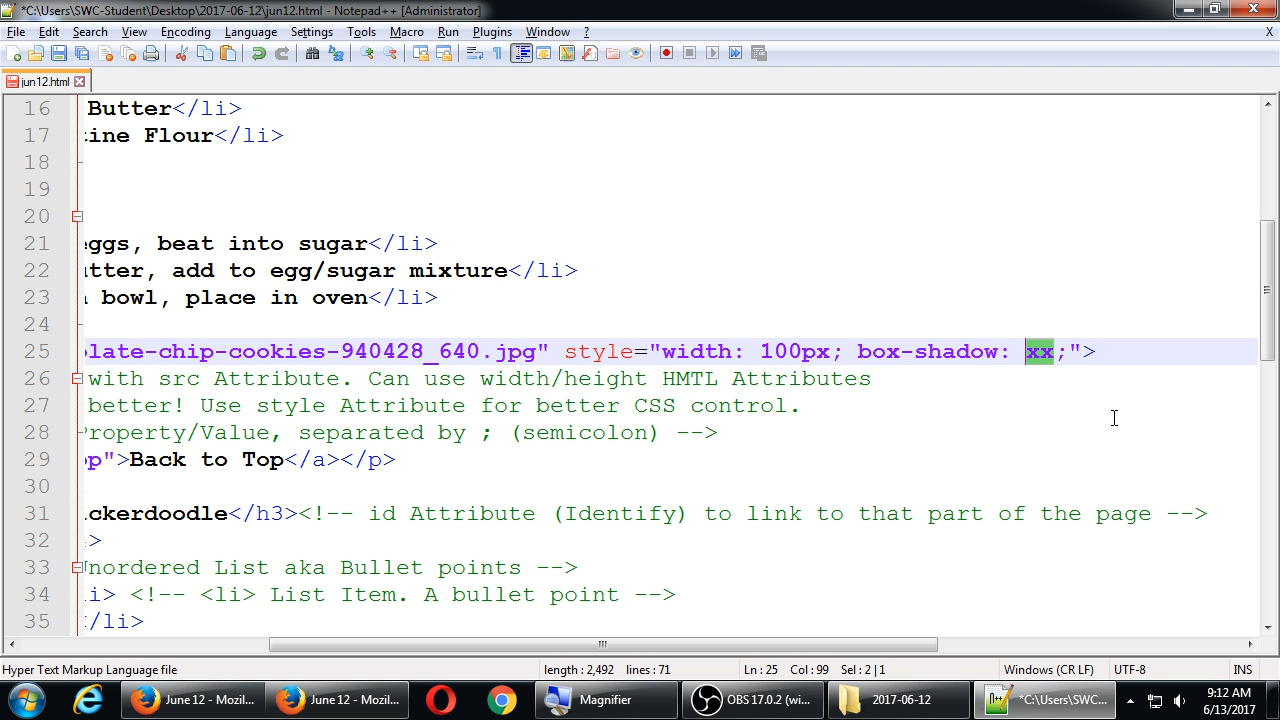 *C:\Users\SWC-Student\Desktop\2017-06-12\jun12.html - Notepad++ [Administrator]
File Edit Search View Encoding Language Settings Tools Macro Run Plugins Window ? X
jun12.html
16 Butter</li>
17 tine Flour</li>
18
19
20
21 eggs, beat into sugar</li>
22 utter, add to egg/sugar mixture</li>
23 bowl, place in oven</li>
24
25 late-chip-cookies-940428_640.jpg" style="width: 100px; box-shadow: xx;">
26 with src Attribute. Can use width/height HMTL Attributes
27 better! Use style Attribute for better CSS control.
28 Property/Value, separated by ; (semicolon) -->
29 op">Back to Top</a></p>
30
31 ckerdoodle</h3><!-- id Attribute (Identify) to link to that part of the page -->
32 >
33 Unordered List aka Bullet points -->
34 li> <!-- <li> List Item. A bullet point -->
35 </li>
Hyper Text Markup Language file length : 2,492 lines : 71 Ln : 25 Col : 99 Sel : 2 | 1 Windows (CR LF) UTF-8 INS
June 12 - Mozil... June 12 - Mozil... Magnifier OBS 17.0.2 (wi... 2017-06-12 *C:\Users\SWC... 9:12 AM
6/13/2017